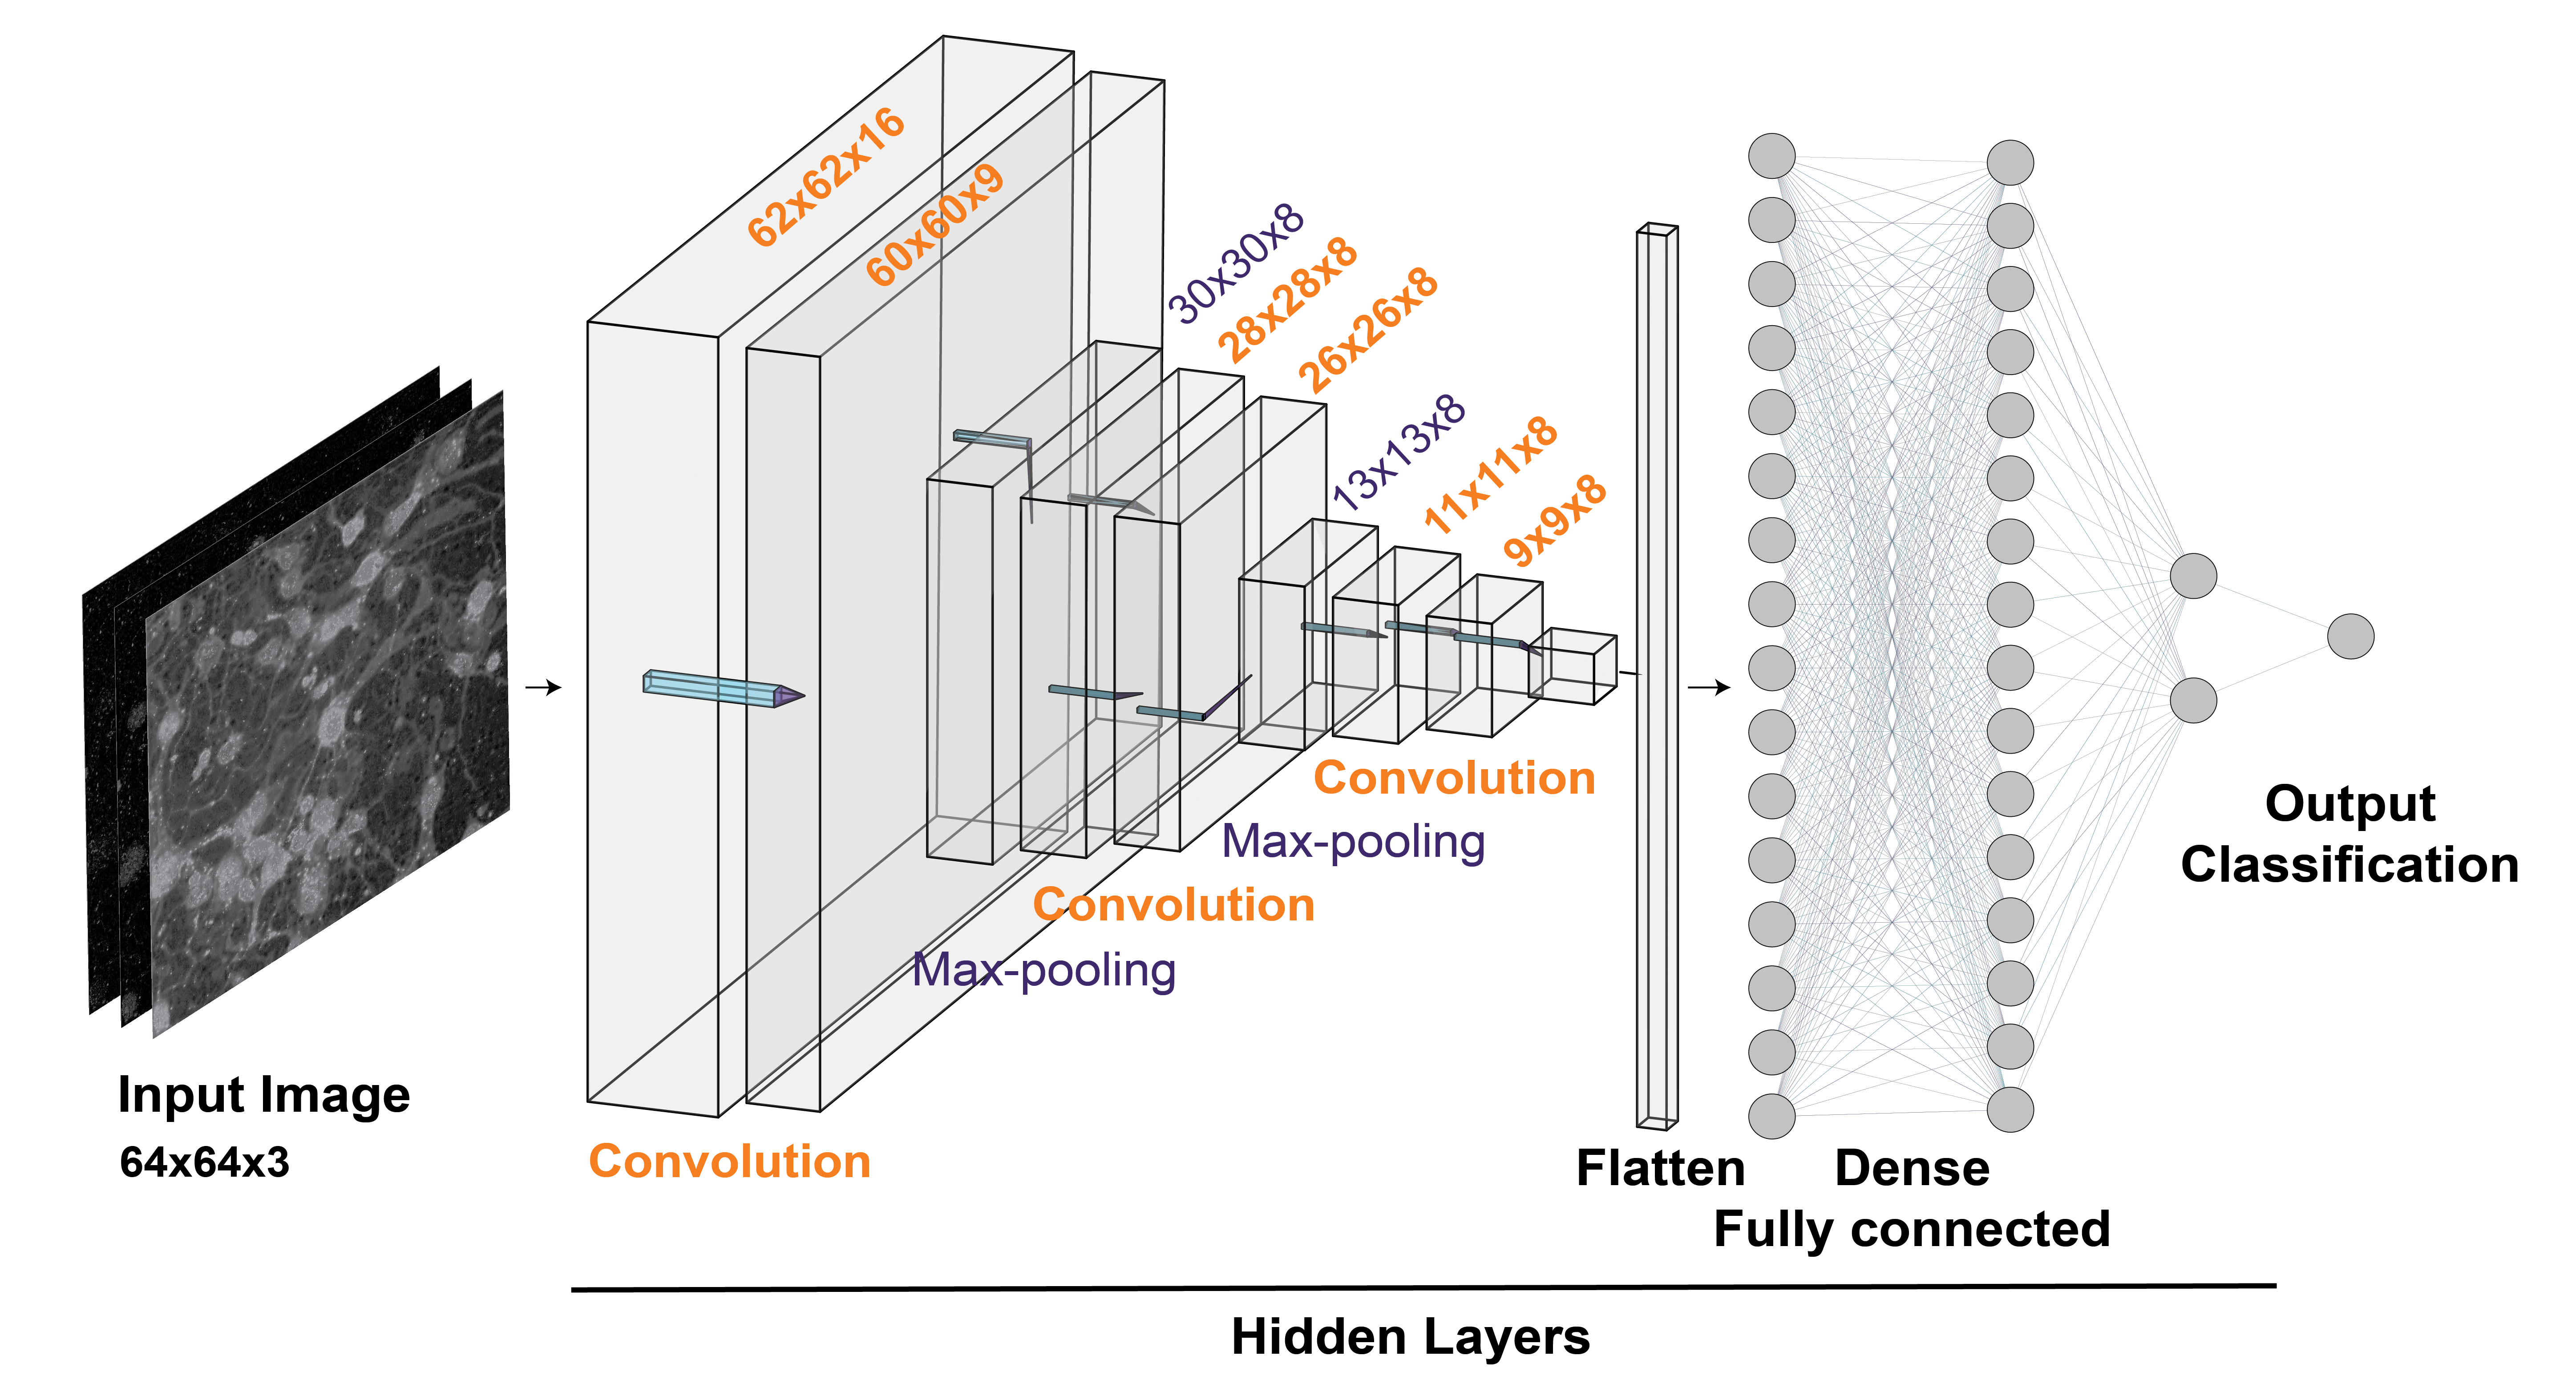 62x62x16
60x60x9
30x30x8
28x28x8
26x26x8
13x13x8
11x11x8
9x9x8
Convolution
Max-pooling
Convolution
Max-pooling
Convolution
Input Image
64x64x3
Flatten
Dense
Fully connected
Output
Classification
Hidden Layers